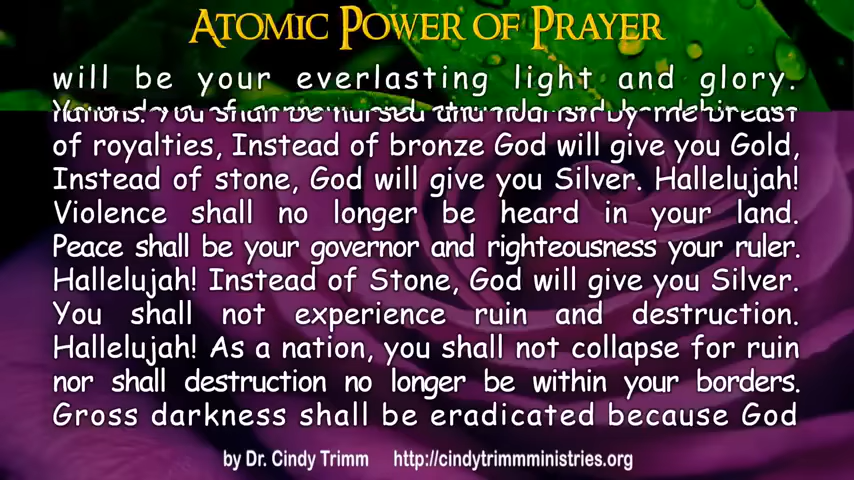 Atomic Power of Prayer
will be your everlasting light and glory.
you shall be nursed
of royalties, Instead of bronze God will give you Gold,
Instead of stone, God will give you Silver. Hallelujah!
Violence shall no longer be heard in your land.
Peace shall be your governor and righteousness your ruler.
Hallelujah! Instead of Stone, God will give you Silver.
You shall not experience ruin and destruction.
Hallelujah! As a nation, you shall not collapse for ruin
nor shall destruction no longer be within your borders.
Gross darkness shall be eradicated because God
by Dr. Cindy Trimm http://cindytrimmministries.org